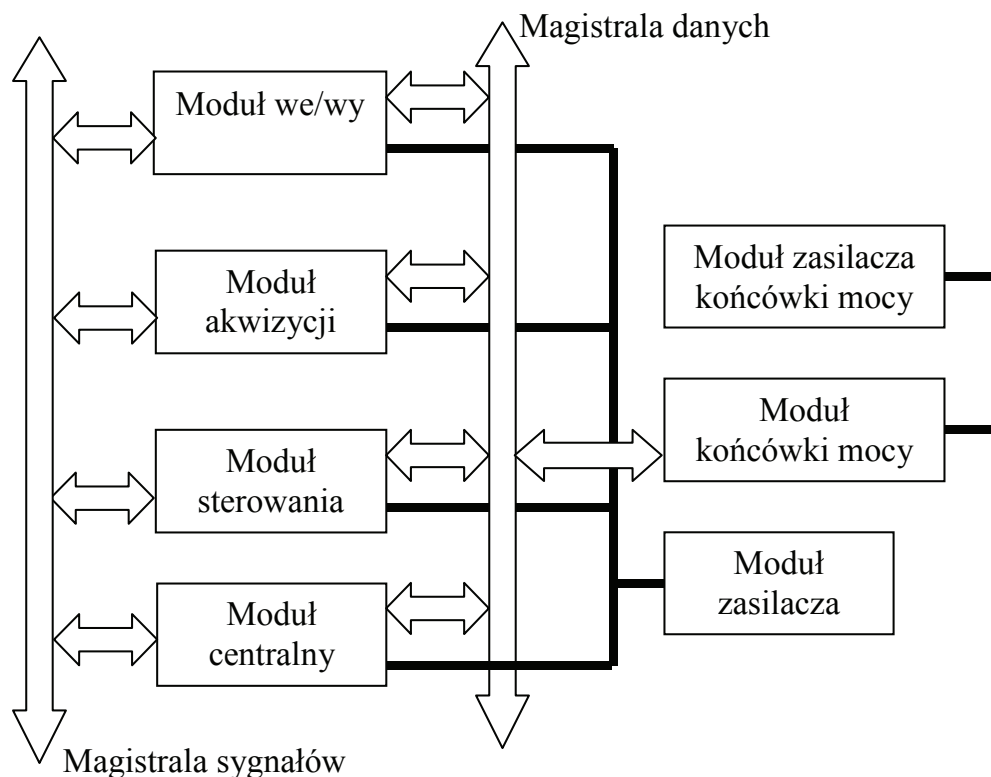 Magistrala danych
Moduł we/wy
Moduł
akwizycji
Moduł zasilacza
końcówki mocy
Moduł
sterowania
Moduł
końcówki mocy
Moduł
centralny
Moduł
zasilacza
Magistrala sygnałów